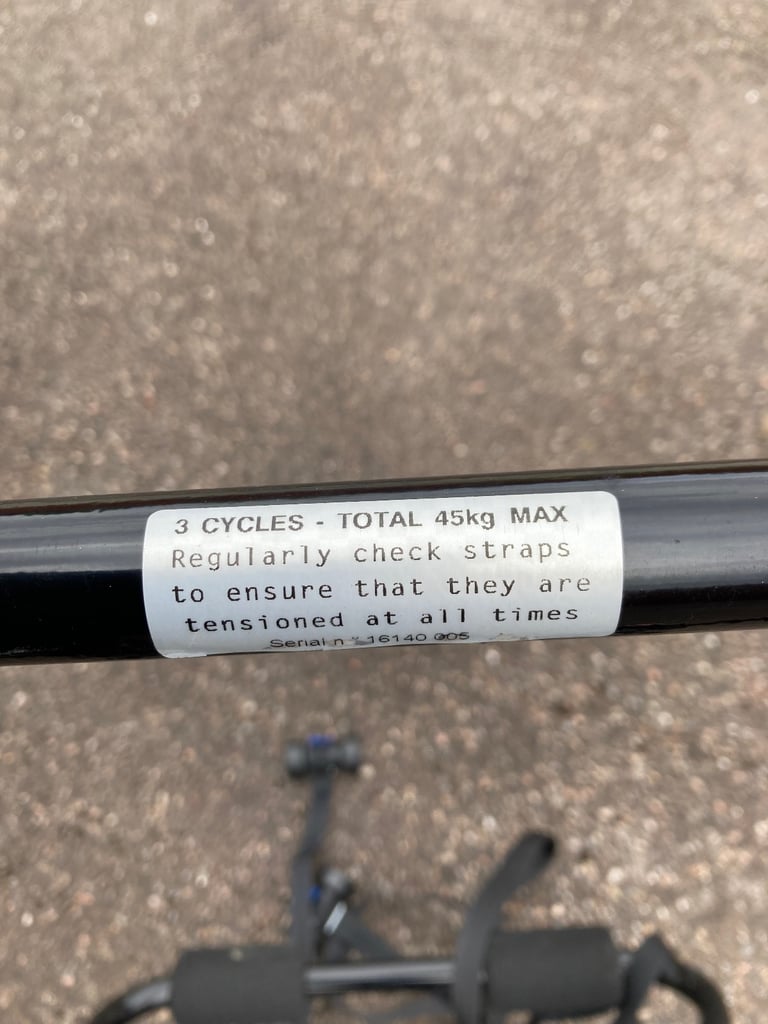 3 CYCLES - TOTAL 45kg MAX
Regularly check straps
to ensure that they are
tensioned at all times
Serial n° 16140 005